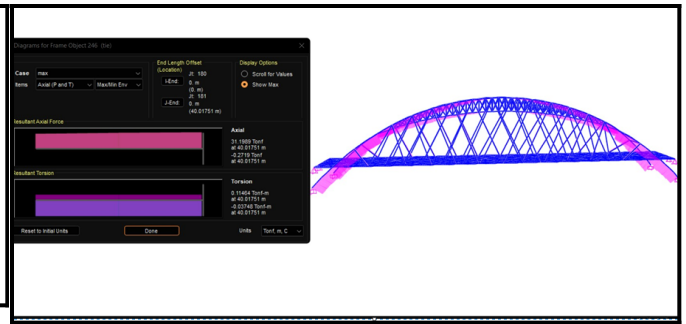 Diagrams for Frame Object 246 (tie)
Case max
Items Axial (P and T) Max/Min Env
End Length Offset
(Location)
Jt: 180
I-End: 0. m
(0. m)
Jt: 181
J-End: 0. m
(40.01751 m)
Display Options
Scroll for Values
Show Max
Resultant Axial Force
Axial
31.1989 Tonf
at 40.01751 m
-0.2719 Tonf
at 40.01751 m
Resultant Torsion
Torsion
0.11464 Tonf-m
at 40.01751 m
-0.03748 Tonf-m
at 40.01751 m
Reset to Initial Units
Done
Units Tonf, m, C